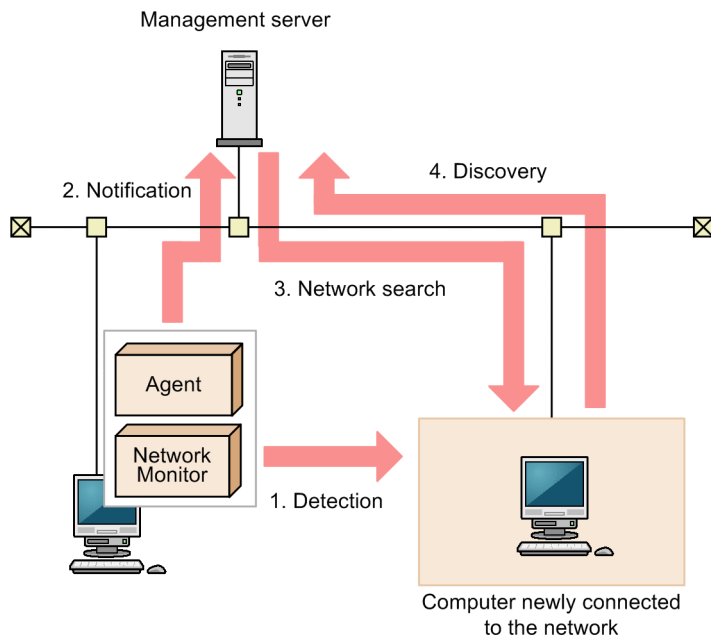 Management server
2. Notification
4. Discovery
3. Network search
Agent
Network
Monitor
1. Detection
Computer newly connected
to the network